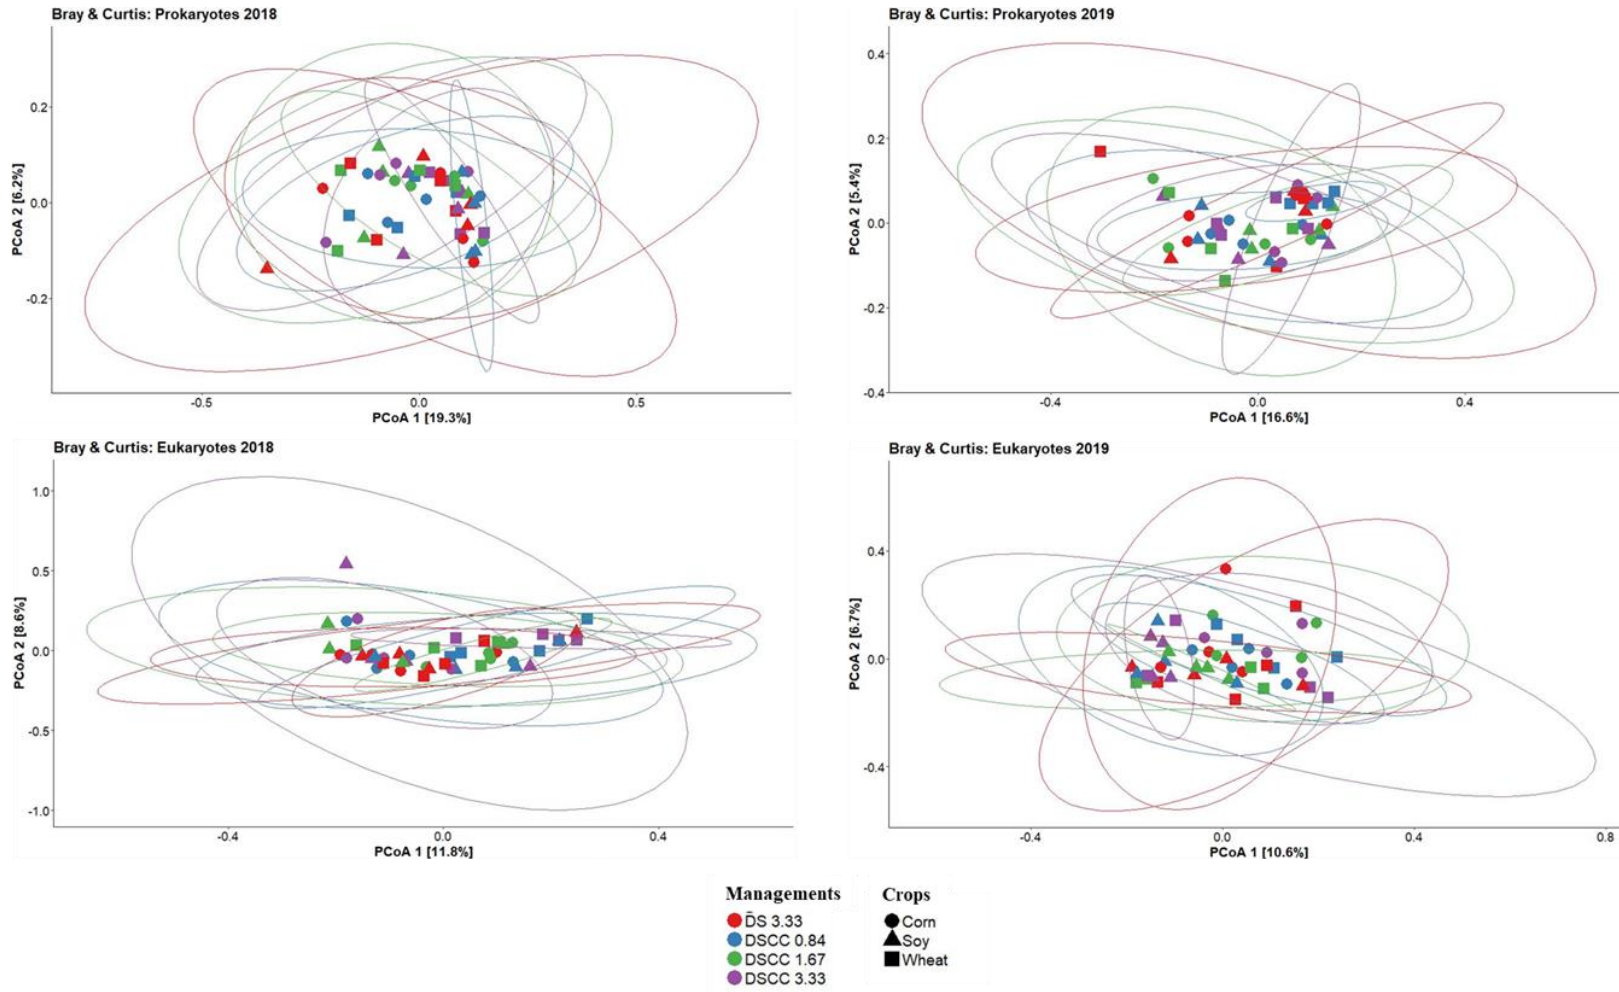 Bray & Curtis: Prokaryotes 2018
0.2
0.0
-0.2
PCoA 2 [6.2%]
-0.5
0.0
0.5
PCoA 1 [19.3%]
Bray & Curtis: Prokaryotes 2019
0.4
0.2
0.0
-0.2
-0.4
PCoA 2 [5.4%]
-0.4
0.0
0.4
PCoA 1 [16.6%]
Bray & Curtis: Eukaryotes 2018
1.0
0.5
0.0
-0.5
-1.0
PCoA 2 [8.6%]
-0.4
0.0
0.4
PCoA 1 [11.8%]
Bray & Curtis: Eukaryotes 2019
0.4
0.0
-0.4
PCoA 2 [6.7%]
-0.4
0.0
0.4
0.8
PCoA 1 [10.6%]
Managements
DS 3.33
DSCC 0.84
DSCC 1.67
DSCC 3.33
Crops
Corn
Soy
Wheat